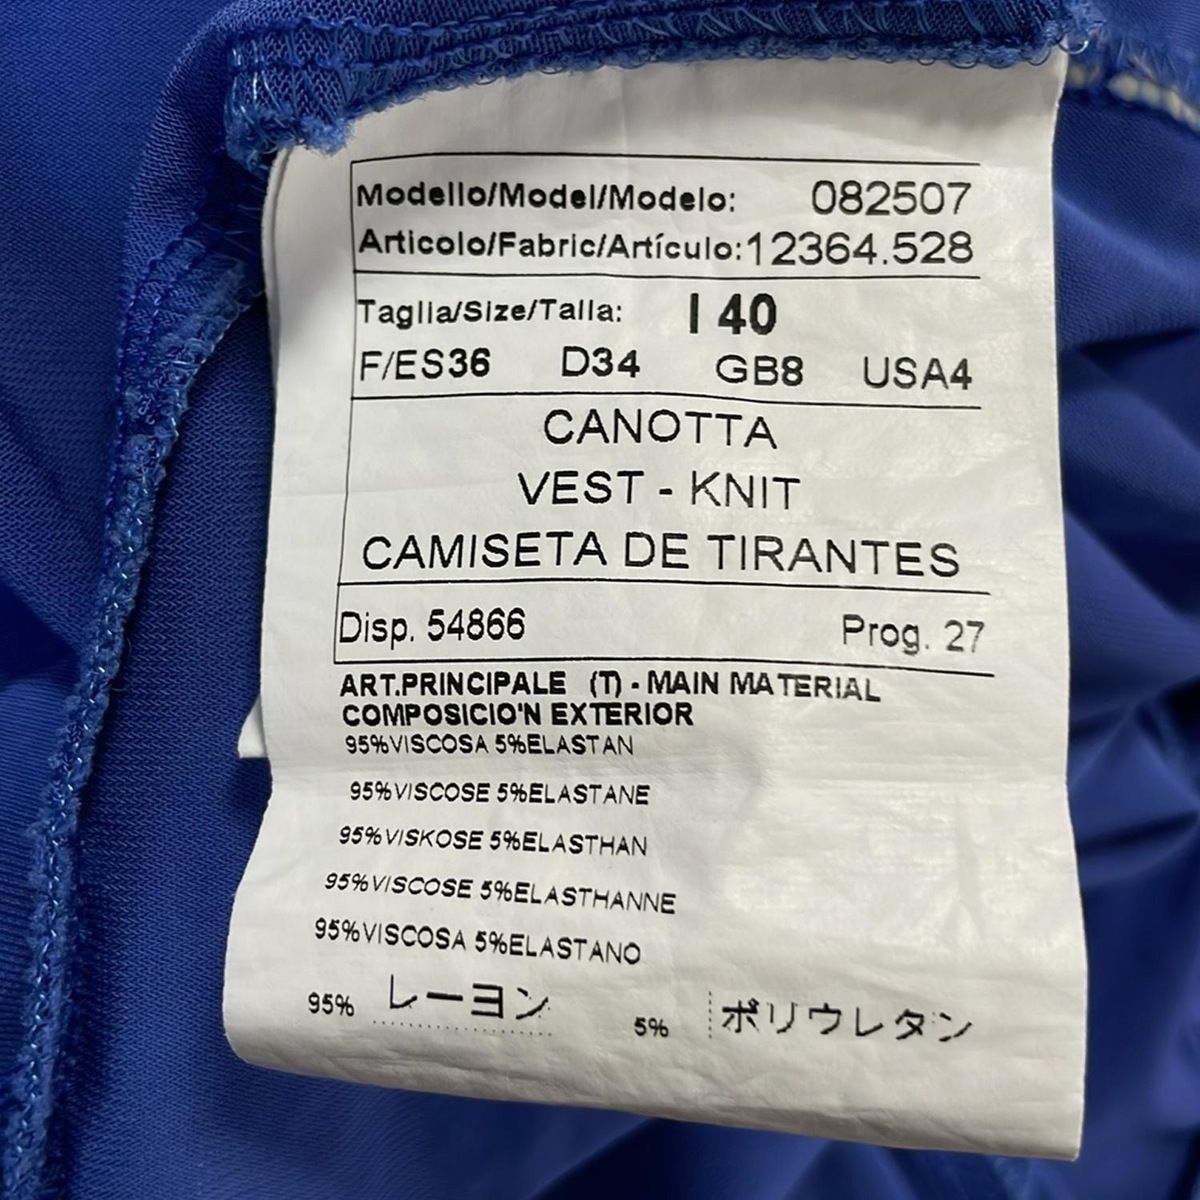 Modello/Model/Modelo: 082507
Articolo/Fabric/Artículo:12364.528
Taglia/Size/Talla: I 40
F/ES36 D34 GB8 USA4
CANOTTA
VEST - KNIT
CAMISETA DE TIRANTES
Disp. 54866 Prog. 27
ART.PRINCIPALE (T) - MAIN MATERIAL
COMPOSICIO'N EXTERIOR
95%VISCOSA 5%ELASTAN
95%VISCOSE 5%ELASTANE
95%VISKOSE 5%ELASTHAN
95%VISCOSE 5%ELASTHANNE
95%VISCOSA 5%ELASTANO
95% レーヨン 5% ポリウレタン